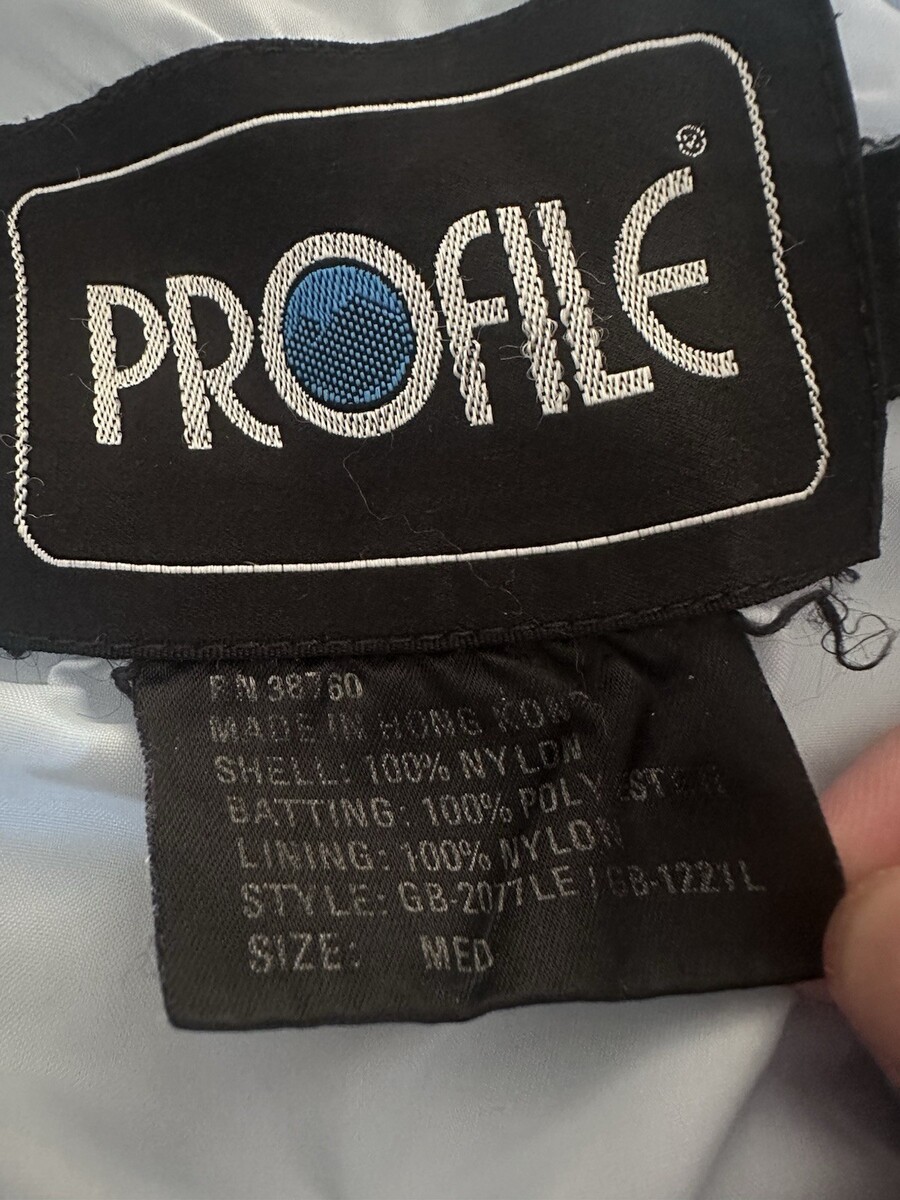 PROFILE®
RN 38760
MADE IN HONG KONG
SHELL: 100% NYLON
BATTING: 100% POLYESTER
LINING: 100% NYLON
STYLE: GB-2077LE / GB-1221L
SIZE: MED